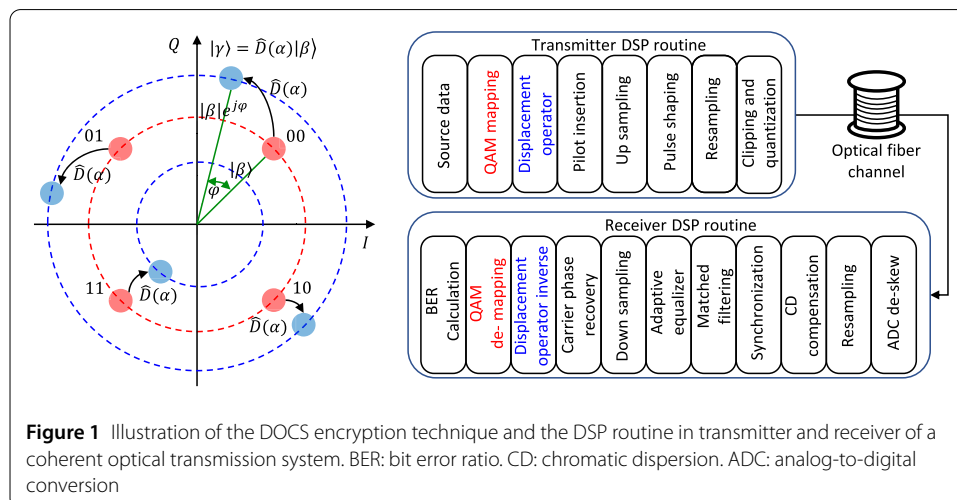 Q
|γ⟩ = D̂(α)|β⟩
D̂(α)
|β|e^{jφ}
01
00
D̂(α)
|β⟩
φ
I
11
D̂(α)
10
D̂(α)
Transmitter DSP routine
Source data
QAM mapping
Displacement
operator
Pilot insertion
Up sampling
Pulse shaping
Resampling
Clipping and
quantization
Optical fiber
channel
Receiver DSP routine
BER
Calculation
QAM
de- mapping
Displacement
operator inverse
Carrier phase
recovery
Down sampling
Adaptive
equalizer
Matched
filtering
Synchronization
CD
compensation
Resampling
ADC de-skew
Figure 1 Illustration of the DOCS encryption technique and the DSP routine in transmitter and receiver of a
coherent optical transmission system. BER: bit error ratio. CD: chromatic dispersion. ADC: analog-to-digital
conversion